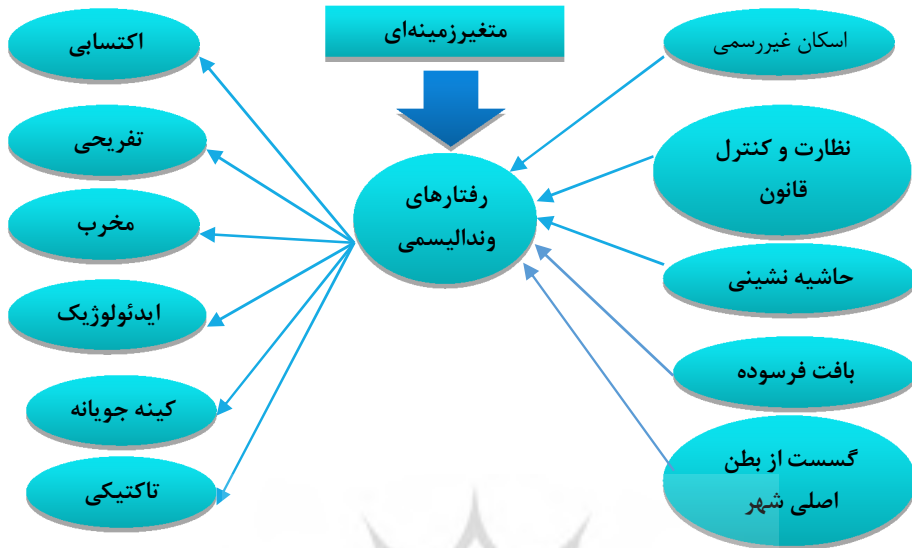 متغیرزمینه‌ای
اسکان غیررسمی
نظارت و کنترل
قانون
حاشیه نشینی
بافت فرسوده
گسست از بطن
اصلی شهر
رفتارهای
وندالیسمی
اکتسابی
تفریحی
مخرب
ایدئولوژیک
کینه جویانه
تاکتیکی